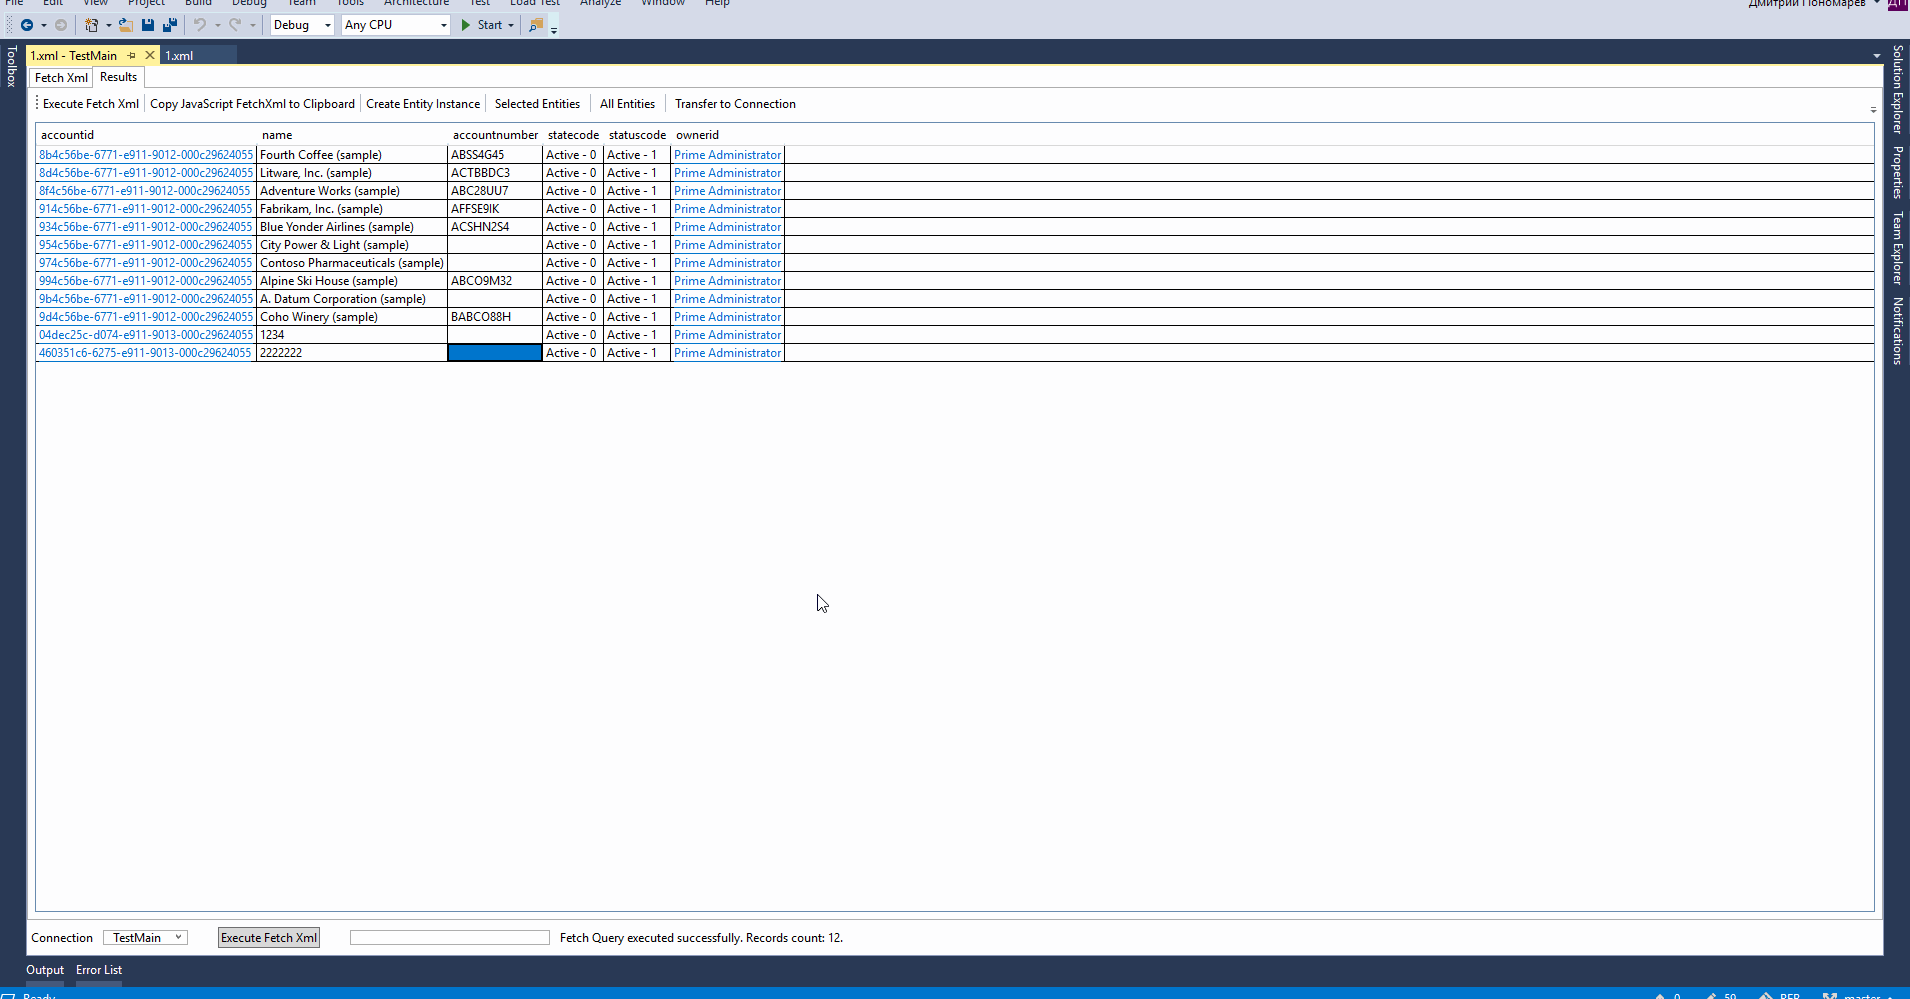 File Edit View Project Build Debug Team Tools Architecture Test Load Test Analyze Window Help Дмитрий Пономарев ДП
Debug Any CPU Start
1.xml - TestMain 1.xml
Toolbox
Fetch Xml Results
Execute Fetch Xml Copy JavaScript FetchXml to Clipboard Create Entity Instance Selected Entities All Entities Transfer to Connection
accountid name accountnumber statecode statuscode ownerid
8b4c56be-6771-e911-9012-000c29624055 Fourth Coffee (sample) ABSS4G45 Active - 0 Active - 1 Prime Administrator
8d4c56be-6771-e911-9012-000c29624055 Litware, Inc. (sample) ACTBBDC3 Active - 0 Active - 1 Prime Administrator
8f4c56be-6771-e911-9012-000c29624055 Adventure Works (sample) ABC28UU7 Active - 0 Active - 1 Prime Administrator
914c56be-6771-e911-9012-000c29624055 Fabrikam, Inc. (sample) AFFSE9IK Active - 0 Active - 1 Prime Administrator
934c56be-6771-e911-9012-000c29624055 Blue Yonder Airlines (sample) ACSHN2S4 Active - 0 Active - 1 Prime Administrator
954c56be-6771-e911-9012-000c29624055 City Power & Light (sample) Active - 0 Active - 1 Prime Administrator
974c56be-6771-e911-9012-000c29624055 Contoso Pharmaceuticals (sample) Active - 0 Active - 1 Prime Administrator
994c56be-6771-e911-9012-000c29624055 Alpine Ski House (sample) ABCO9M32 Active - 0 Active - 1 Prime Administrator
9b4c56be-6771-e911-9012-000c29624055 A. Datum Corporation (sample) Active - 0 Active - 1 Prime Administrator
9d4c56be-6771-e911-9012-000c29624055 Coho Winery (sample) BABCO88H Active - 0 Active - 1 Prime Administrator
04dec25c-d074-e911-9013-000c29624055 1234 Active - 0 Active - 1 Prime Administrator
460351c6-6275-e911-9013-000c29624055 2222222 Active - 0 Active - 1 Prime Administrator
Solution Explorer
Properties
Team Explorer
Notifications
Connection TestMain Execute Fetch Xml Fetch Query executed successfully. Records count: 12.
Output Error List
Ready 0 59 master